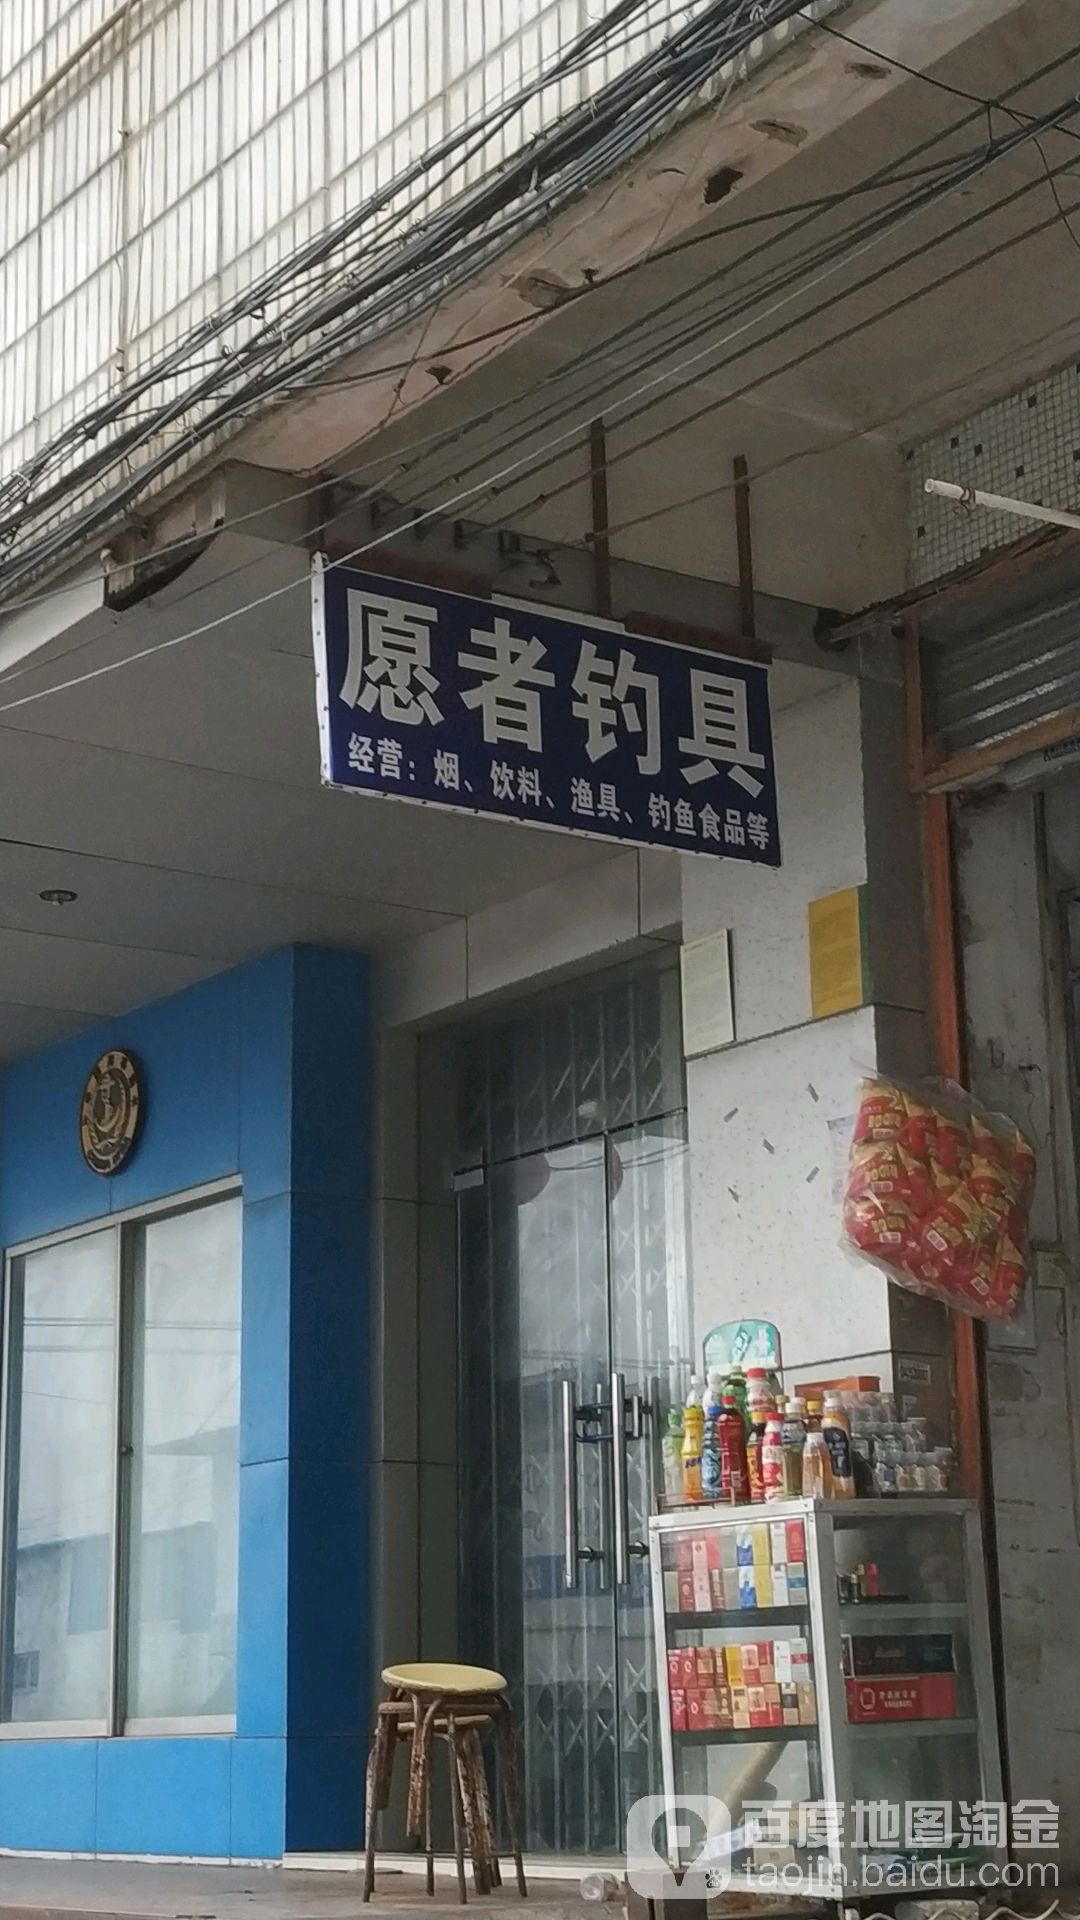 愿者钓具
经营：烟、饮料、渔具、钓鱼食品等
百度地图淘金
taojin.baidu.com